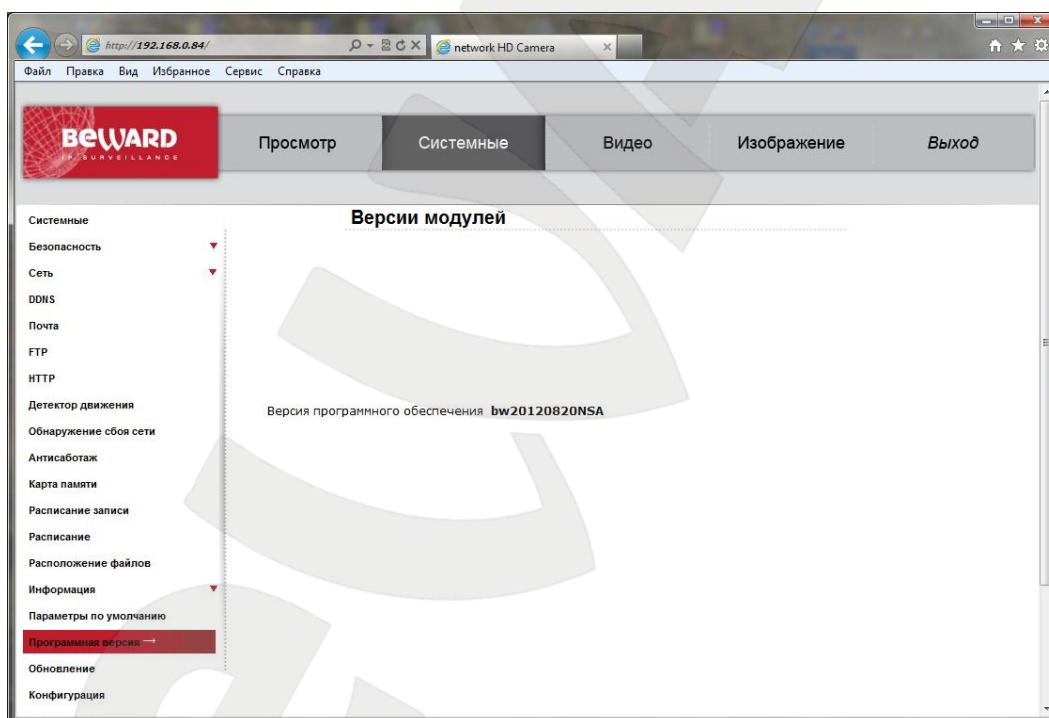 http://192.168.0.84/
network HD Camera
Файл Правка Вид Избранное Сервис Справка
BEWARD
IP SURVEILLANCE
Просмотр
Системные
Видео
Изображение
Выход
Версии модулей
Системные
Безопасность
Сеть
DDNS
Почта
FTP
HTTP
Детектор движения
Обнаружение сбоя сети
Антисаботаж
Карта памяти
Расписание записи
Расписание
Расположение файлов
Информация
Параметры по умолчанию
Программная версия →
Обновление
Конфигурация
Версия программного обеспечения bw20120820NSA